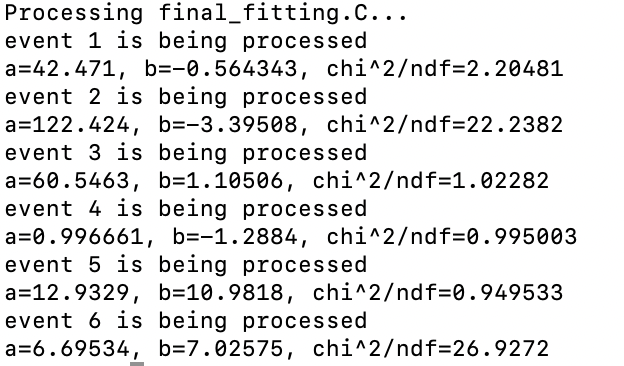 Processing final_fitting.C...
event 1 is being processed
a=42.471, b=-0.564343, chi^2/ndf=2.20481
event 2 is being processed
a=122.424, b=-3.39508, chi^2/ndf=22.2382
event 3 is being processed
a=60.5463, b=1.10506, chi^2/ndf=1.02282
event 4 is being processed
a=0.996661, b=-1.2884, chi^2/ndf=0.995003
event 5 is being processed
a=12.9329, b=10.9818, chi^2/ndf=0.949533
event 6 is being processed
a=6.69534, b=7.02575, chi^2/ndf=26.9272